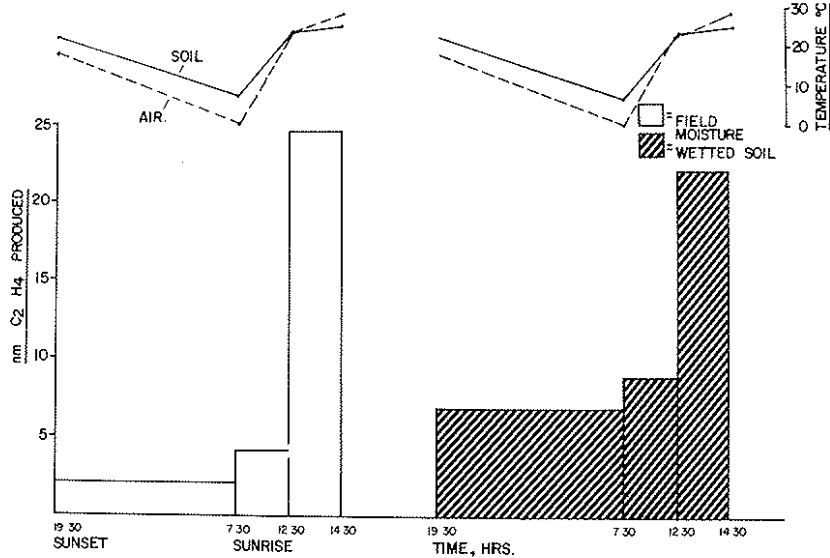 30
20
10
0
TEMPERATURE °C
SOIL
AIR.
= FIELD
MOISTURE
= WETTED SOIL
25
20
15
10
5
nm C2 H4 PRODUCED
19 30
7 30
12 30
14 30
19 30
7 30
12 30
14 30
SUNSET
SUNRISE
TIME, HRS.